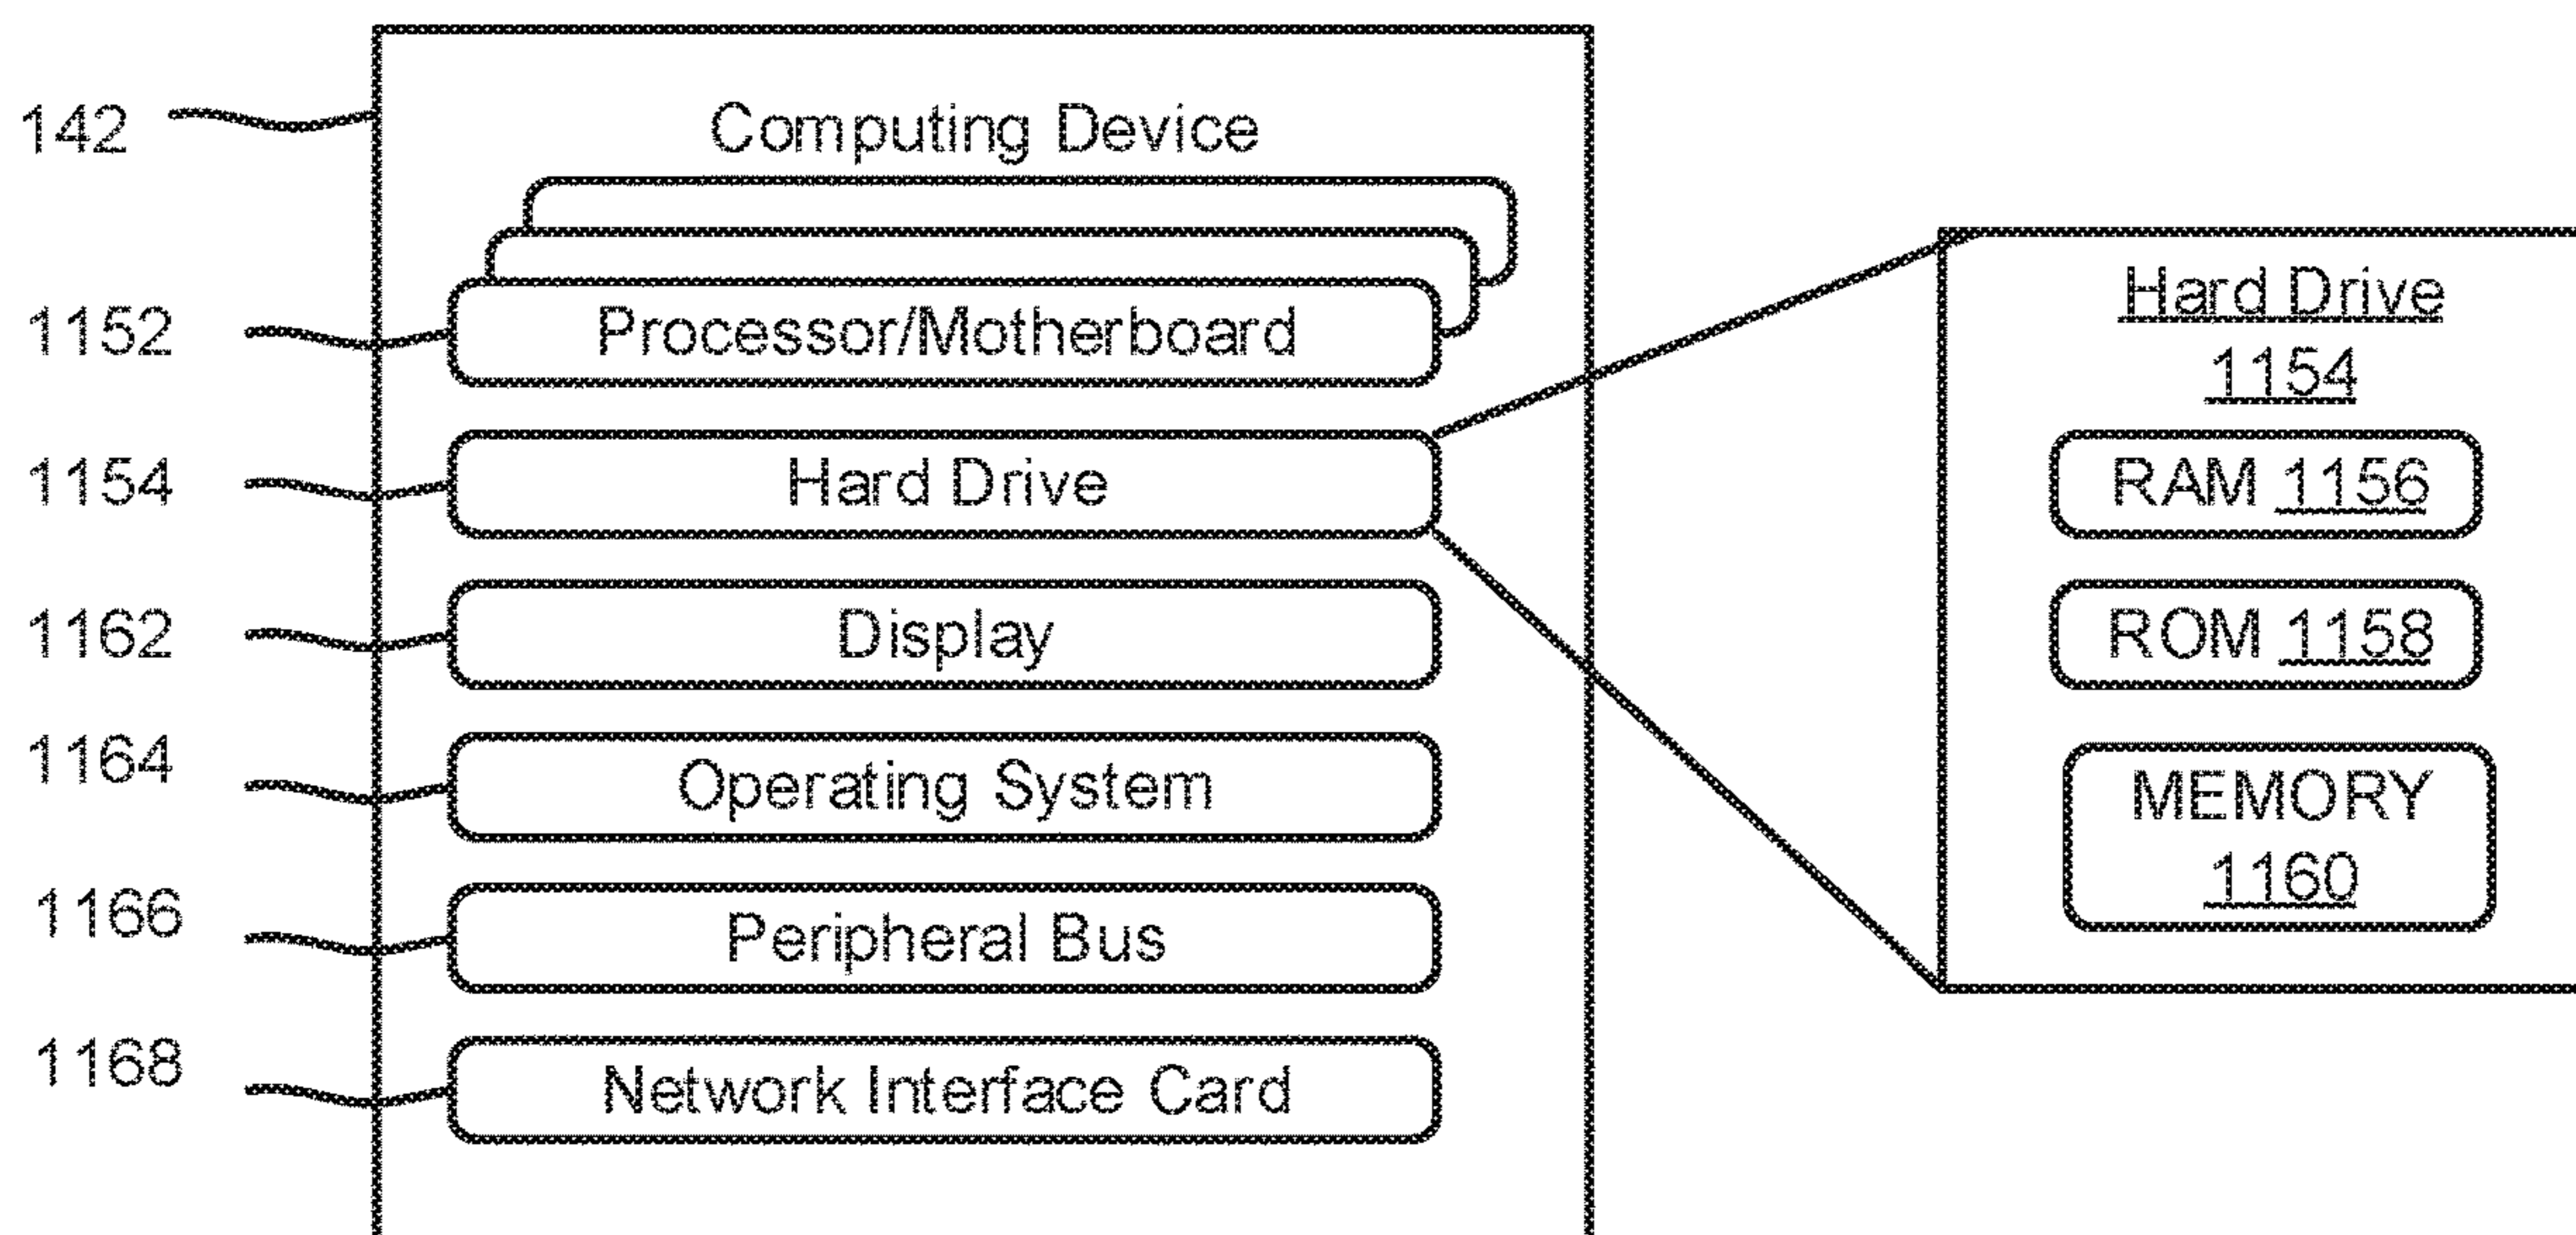 142
Computing Device
1152
Processor/Motherboard
1154
Hard Drive
1162
Display
1164
Operating System
1166
Peripheral Bus
1168
Network Interface Card
Hard Drive
1154
RAM 1156
ROM 1158
MEMORY
1160